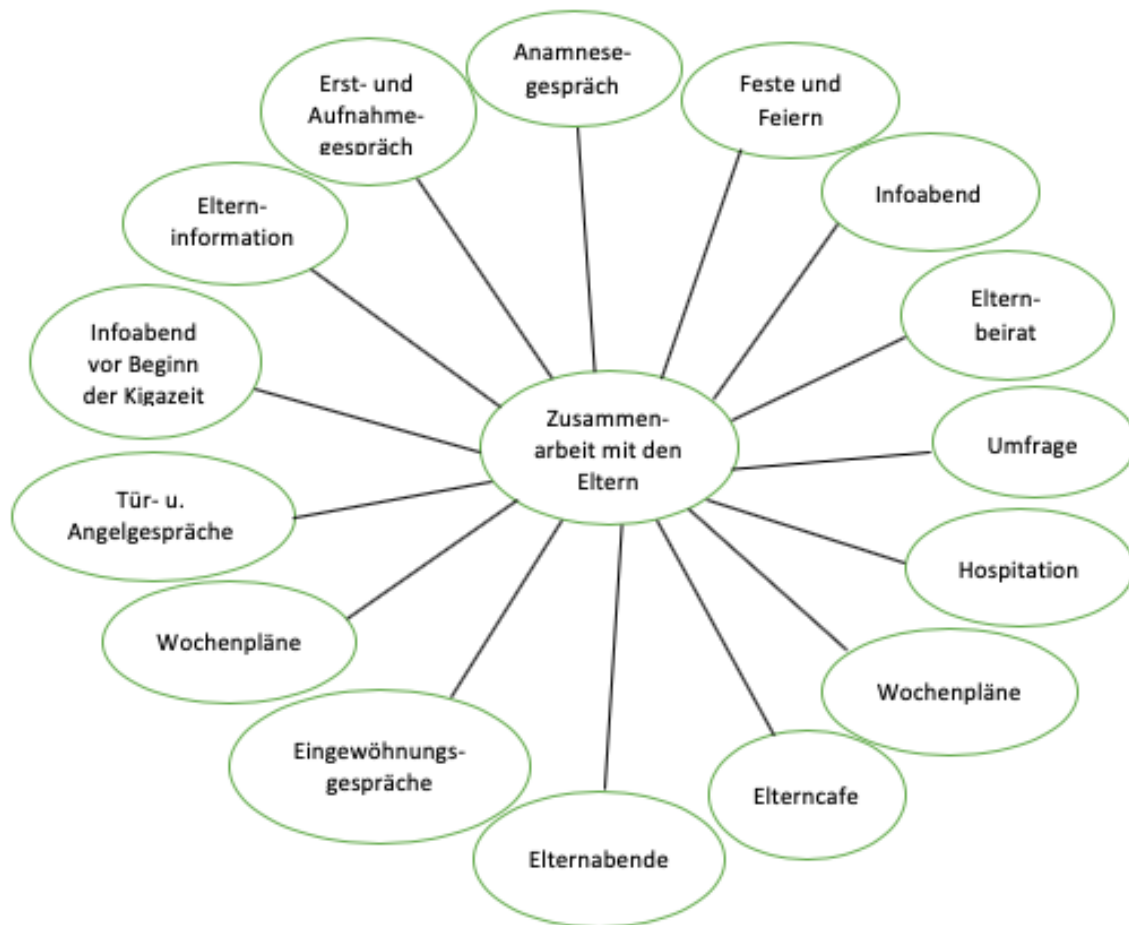 Anamnese-
gespräch
Erst- und
Aufnahme-
gespräch
Feste und
Feiern
Infoabend
Eltern-
information
Eltern-
beirat
Infoabend
vor Beginn
der Kigazeit
Zusammen-
arbeit mit den
Eltern
Umfrage
Tür- u.
Angelgespräche
Hospitation
Wochenpläne
Wochenpläne
Eingewöhnungs-
gespräche
Elterncafe
Elternabende